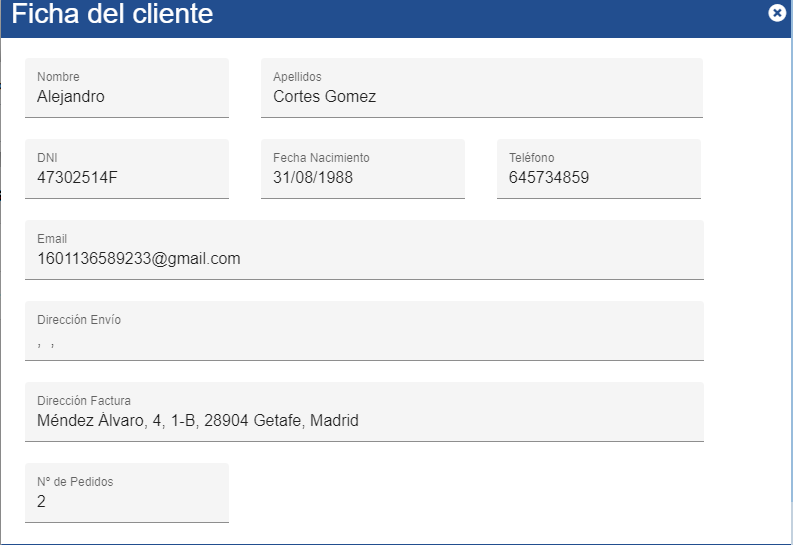 Ficha del cliente
Nombre
Alejandro
Apellidos
Cortes Gomez
DNI
47302514F
Fecha Nacimiento
31/08/1988
Teléfono
645734859
Email
1601136589233@gmail.com
Dirección Envío
, ,
Dirección Factura
Méndez Álvaro, 4, 1-B, 28904 Getafe, Madrid
Nº de Pedidos
2